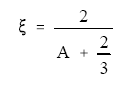 ξ = 2 / (A + 2/3)